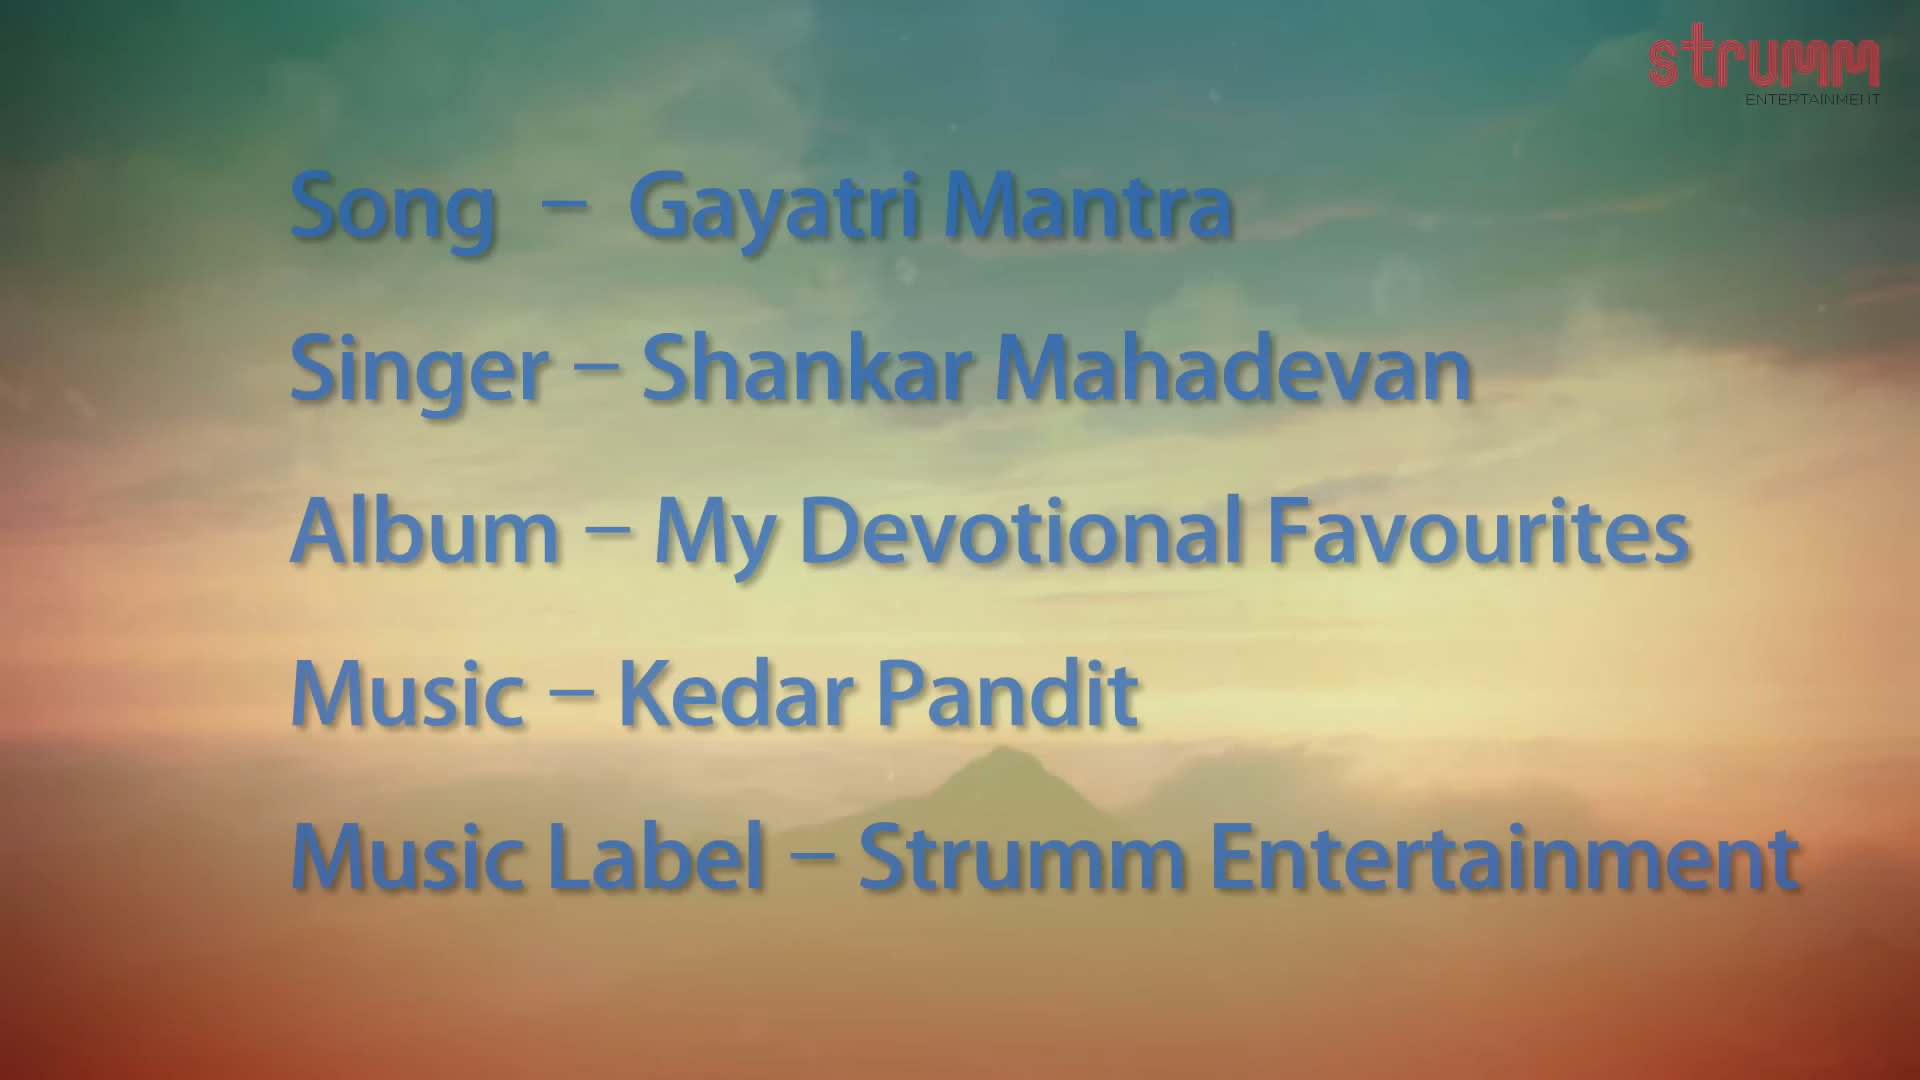 strumm
ENTERTAINMENT
Song – Gayatri Mantra
Singer – Shankar Mahadevan
Album – My Devotional Favourites
Music – Kedar Pandit
Music Label – Strumm Entertainment